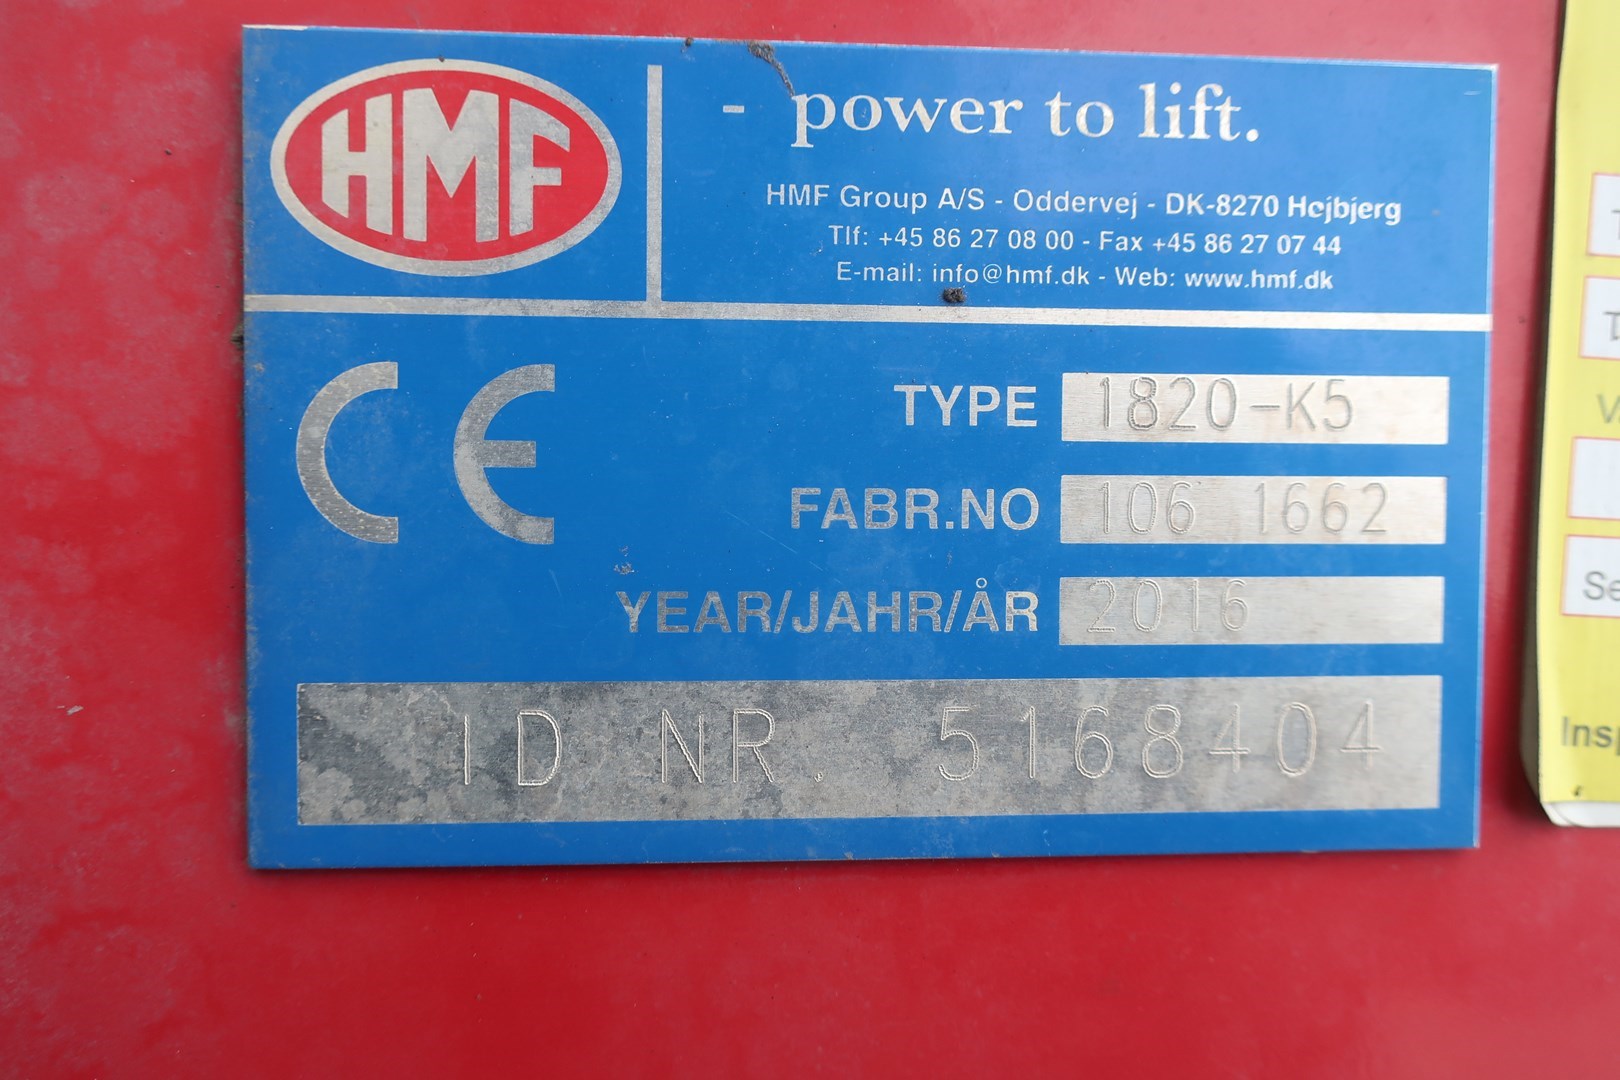 HMF
- power to lift.
HMF Group A/S - Oddervej - DK-8270 Højbjerg
Tlf: +45 86 27 08 00 - Fax +45 86 27 07 44
E-mail: info@hmf.dk - Web: www.hmf.dk
CE
TYPE 1820-K5
FABR.NO 106 1662
YEAR/JAHR/ÅR 2016
ID NR. 5168404